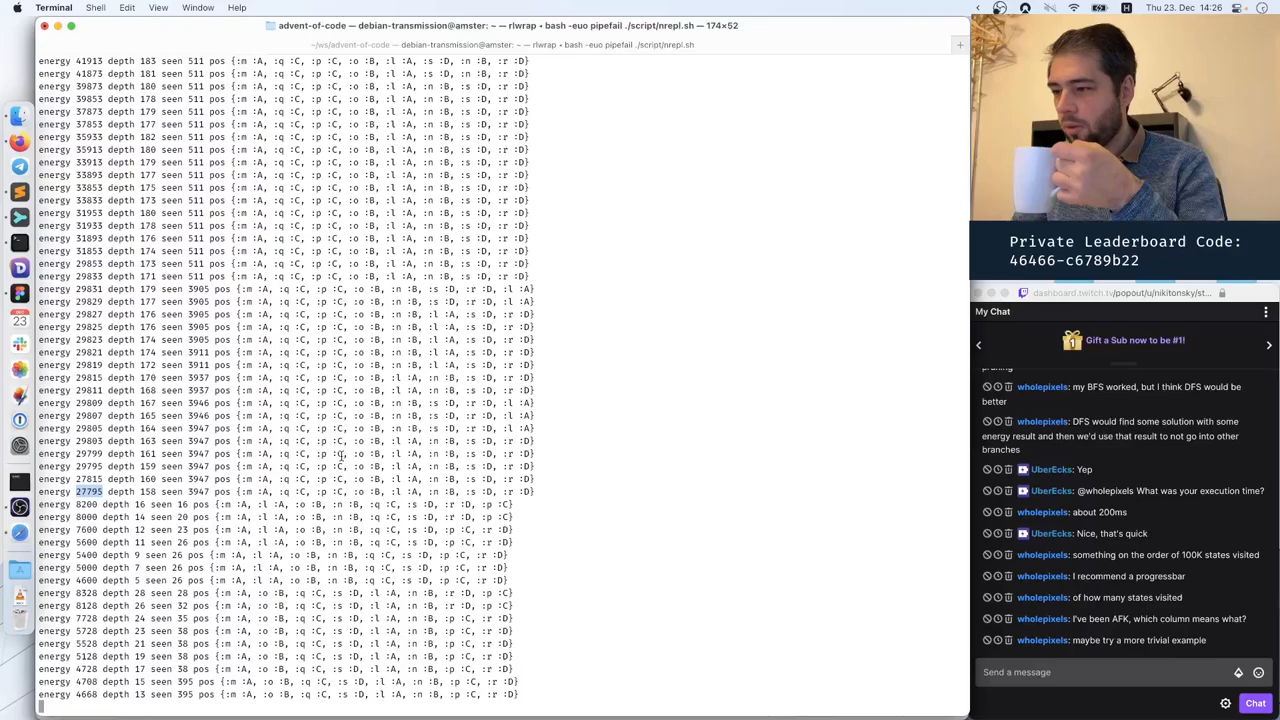 Terminal Shell Edit View Window Help
Thu 23. Dec 14:26
advent-of-code — debian-transmission@amster: ~ — rlwrap • bash -euo pipefail ./script/nrepl.sh — 174×52
~/ws/advent-of-code — debian-transmission@amster: ~ — rlwrap • bash -euo pipefail ./script/nrepl.sh
energy 41913 depth 183 seen 511 pos {:m :A, :q :C, :p :C, :o :B, :l :A, :s :D, :n :B, :r :D}
energy 41873 depth 181 seen 511 pos {:m :A, :q :C, :p :C, :o :B, :l :A, :s :D, :n :B, :r :D}
energy 39873 depth 180 seen 511 pos {:m :A, :q :C, :p :C, :o :B, :l :A, :n :B, :s :D, :r :D}
energy 39853 depth 178 seen 511 pos {:m :A, :q :C, :p :C, :o :B, :l :A, :n :B, :s :D, :r :D}
energy 37873 depth 179 seen 511 pos {:m :A, :q :C, :p :C, :o :B, :l :A, :n :B, :s :D, :r :D}
energy 37853 depth 177 seen 511 pos {:m :A, :q :C, :p :C, :o :B, :l :A, :n :B, :s :D, :r :D}
energy 35933 depth 182 seen 511 pos {:m :A, :q :C, :p :C, :o :B, :l :A, :n :B, :s :D, :r :D}
energy 35913 depth 180 seen 511 pos {:m :A, :q :C, :p :C, :o :B, :l :A, :n :B, :s :D, :r :D}
energy 33913 depth 179 seen 511 pos {:m :A, :q :C, :p :C, :o :B, :l :A, :n :B, :s :D, :r :D}
energy 33893 depth 177 seen 511 pos {:m :A, :q :C, :p :C, :o :B, :l :A, :n :B, :s :D, :r :D}
energy 33853 depth 175 seen 511 pos {:m :A, :q :C, :p :C, :o :B, :l :A, :n :B, :s :D, :r :D}
energy 33833 depth 173 seen 511 pos {:m :A, :q :C, :p :C, :o :B, :l :A, :n :B, :s :D, :r :D}
energy 31953 depth 180 seen 511 pos {:m :A, :q :C, :p :C, :o :B, :l :A, :n :B, :s :D, :r :D}
energy 31933 depth 178 seen 511 pos {:m :A, :q :C, :p :C, :o :B, :l :A, :n :B, :s :D, :r :D}
energy 31893 depth 176 seen 511 pos {:m :A, :q :C, :p :C, :o :B, :l :A, :n :B, :s :D, :r :D}
energy 31853 depth 174 seen 511 pos {:m :A, :q :C, :p :C, :o :B, :l :A, :n :B, :s :D, :r :D}
energy 29853 depth 173 seen 511 pos {:m :A, :q :C, :p :C, :o :B, :l :A, :n :B, :s :D, :r :D}
energy 29833 depth 171 seen 511 pos {:m :A, :q :C, :p :C, :o :B, :l :A, :n :B, :s :D, :r :D}
energy 29831 depth 179 seen 3905 pos {:m :A, :q :C, :p :C, :o :B, :n :B, :s :D, :r :D, :l :A}
energy 29829 depth 177 seen 3905 pos {:m :A, :q :C, :p :C, :o :B, :n :B, :s :D, :r :D, :l :A}
energy 29827 depth 176 seen 3905 pos {:m :A, :q :C, :p :C, :o :B, :n :B, :l :A, :s :D, :r :D}
energy 29825 depth 176 seen 3905 pos {:m :A, :q :C, :p :C, :o :B, :n :B, :l :A, :s :D, :r :D}
energy 29823 depth 174 seen 3905 pos {:m :A, :q :C, :p :C, :o :B, :n :B, :s :D, :l :A, :r :D}
energy 29821 depth 174 seen 3911 pos {:m :A, :q :C, :p :C, :o :B, :n :B, :l :A, :s :D, :r :D}
energy 29819 depth 172 seen 3911 pos {:m :A, :q :C, :p :C, :o :B, :n :B, :s :D, :l :A, :r :D}
energy 29815 depth 170 seen 3937 pos {:m :A, :q :C, :p :C, :o :B, :l :A, :n :B, :s :D, :r :D}
energy 29811 depth 168 seen 3937 pos {:m :A, :q :C, :p :C, :o :B, :l :A, :n :B, :s :D, :r :D}
energy 29809 depth 167 seen 3946 pos {:m :A, :q :C, :p :C, :o :B, :n :B, :s :D, :r :D, :l :A}
energy 29807 depth 165 seen 3946 pos {:m :A, :q :C, :p :C, :o :B, :n :B, :s :D, :r :D, :l :A}
energy 29805 depth 164 seen 3947 pos {:m :A, :q :C, :p :C, :o :B, :n :B, :l :A, :s :D, :r :D}
energy 29803 depth 163 seen 3947 pos {:m :A, :q :C, :p :C, :o :B, :l :A, :n :B, :s :D, :r :D}
energy 29799 depth 161 seen 3947 pos {:m :A, :q :C, :p :C, :o :B, :l :A, :n :B, :s :D, :r :D}
energy 29795 depth 159 seen 3947 pos {:m :A, :q :C, :p :C, :o :B, :l :A, :n :B, :s :D, :r :D}
energy 27815 depth 160 seen 3947 pos {:m :A, :q :C, :p :C, :o :B, :l :A, :n :B, :s :D, :r :D}
energy 27795 depth 158 seen 3947 pos {:m :A, :q :C, :p :C, :o :B, :l :A, :n :B, :s :D, :r :D}
energy 8200 depth 16 seen 16 pos {:m :A, :l :A, :o :B, :q :C, :n :B, :s :D, :r :D, :p :C}
energy 8000 depth 14 seen 20 pos {:m :A, :l :A, :o :B, :q :C, :n :B, :s :D, :r :D, :p :C}
energy 7600 depth 12 seen 23 pos {:m :A, :l :A, :o :B, :q :C, :n :B, :s :D, :r :D, :p :C}
energy 5600 depth 11 seen 26 pos {:m :A, :l :A, :o :B, :n :B, :q :C, :s :D, :r :D, :p :C}
energy 5400 depth 9 seen 26 pos {:m :A, :l :A, :o :B, :n :B, :q :C, :s :D, :p :C, :r :D}
energy 5000 depth 7 seen 26 pos {:m :A, :l :A, :o :B, :n :B, :q :C, :s :D, :p :C, :r :D}
energy 4600 depth 5 seen 26 pos {:m :A, :l :A, :o :B, :n :B, :q :C, :s :D, :p :C, :r :D}
energy 8328 depth 28 seen 28 pos {:m :A, :o :B, :q :C, :s :D, :l :A, :n :B, :r :D, :p :C}
energy 8128 depth 26 seen 32 pos {:m :A, :o :B, :q :C, :s :D, :l :A, :n :B, :r :D, :p :C}
energy 7728 depth 24 seen 35 pos {:m :A, :o :B, :q :C, :s :D, :l :A, :n :B, :r :D, :p :C}
energy 5728 depth 23 seen 38 pos {:m :A, :o :B, :q :C, :s :D, :l :A, :n :B, :p :C, :r :D}
energy 5528 depth 21 seen 38 pos {:m :A, :o :B, :q :C, :s :D, :l :A, :n :B, :p :C, :r :D}
energy 5128 depth 19 seen 38 pos {:m :A, :o :B, :q :C, :s :D, :l :A, :n :B, :p :C, :r :D}
energy 4728 depth 17 seen 38 pos {:m :A, :o :B, :q :C, :s :D, :l :A, :n :B, :p :C, :r :D}
energy 4708 depth 15 seen 395 pos {:m :A, :o :B, :q :C, :s :D, :l :A, :n :B, :p :C, :r :D}
energy 4668 depth 13 seen 395 pos {:m :A, :o :B, :q :C, :s :D, :l :A, :n :B, :p :C, :r :D}
Private Leaderboard Code:
46466-c6789b22
dashboard.twitch.tv/popout/u/nikitonsky/st...
My Chat
Gift a Sub now to be #1!
pruning
wholepixels: my BFS worked, but I think DFS would be
better
wholepixels: DFS would find some solution with some
energy result and then we'd use that result to not go into other
branches
UberEcks: Yep
UberEcks: @wholepixels What was your execution time?
wholepixels: about 200ms
UberEcks: Nice, that's quick
wholepixels: something on the order of 100K states visited
wholepixels: I recommend a progressbar
wholepixels: of how many states visited
wholepixels: I've been AFK, which column means what?
wholepixels: maybe try a more trivial example
Send a message
Chat